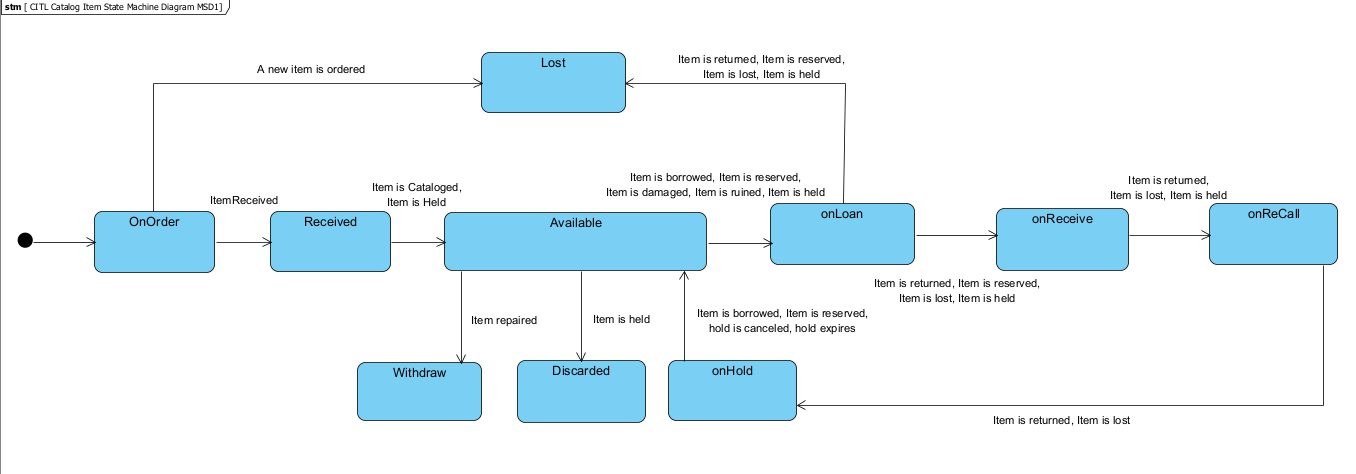 stm [ CITL Catalog Item State Machine Diagram MSD1]
Lost
A new item is ordered
Item is returned, Item is reserved,
Item is lost, Item is held
ItemReceived
Item is Cataloged,
Item is Held
Item is borrowed, Item is reserved,
Item is damaged, Item is ruined, Item is held
Item is returned,
Item is lost, Item is held
OnOrder
Received
Available
onLoan
onReceive
onReCall
Item is returned, Item is reserved,
Item is lost, Item is held
Item repaired
Item is held
Item is borrowed, Item is reserved,
hold is canceled, hold expires
Withdraw
Discarded
onHold
Item is returned, Item is lost